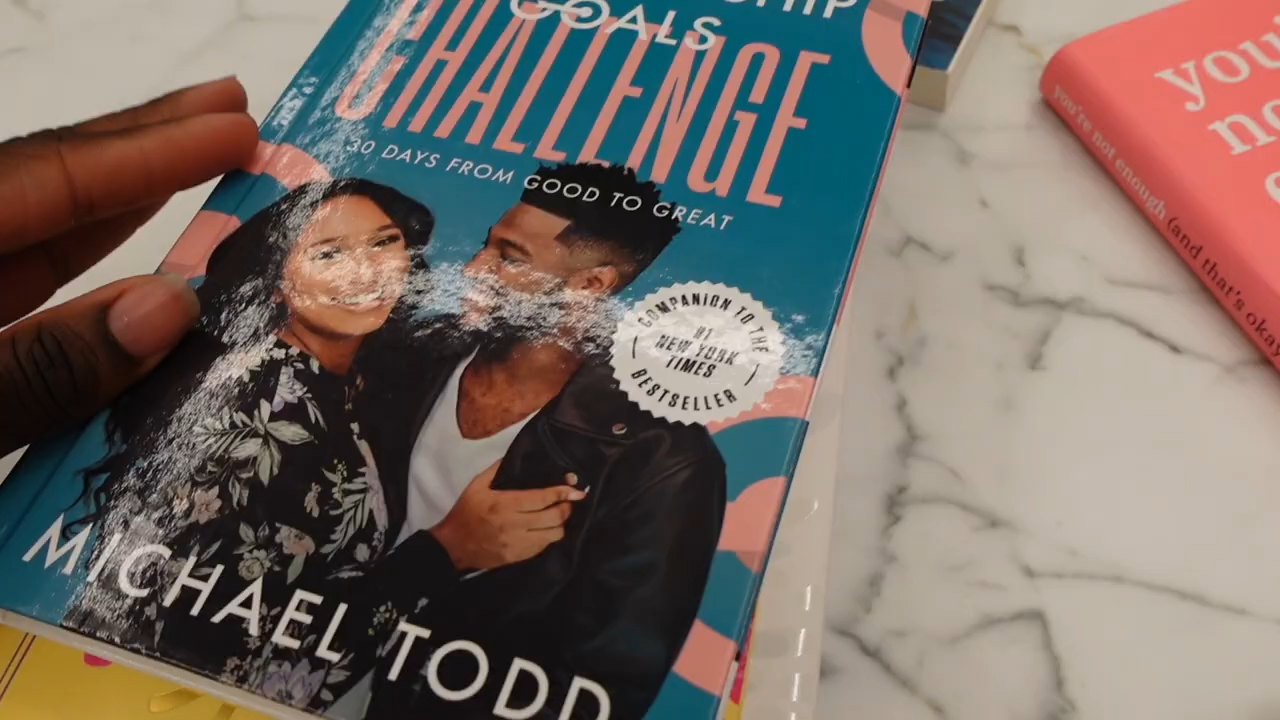 GOALS
CHALLENGE
30 DAYS FROM GOOD TO GREAT
COMPANION TO THE
#1
NEW YORK
TIMES
BESTSELLER
MICHAEL TODD
you're not enough (and that's okay